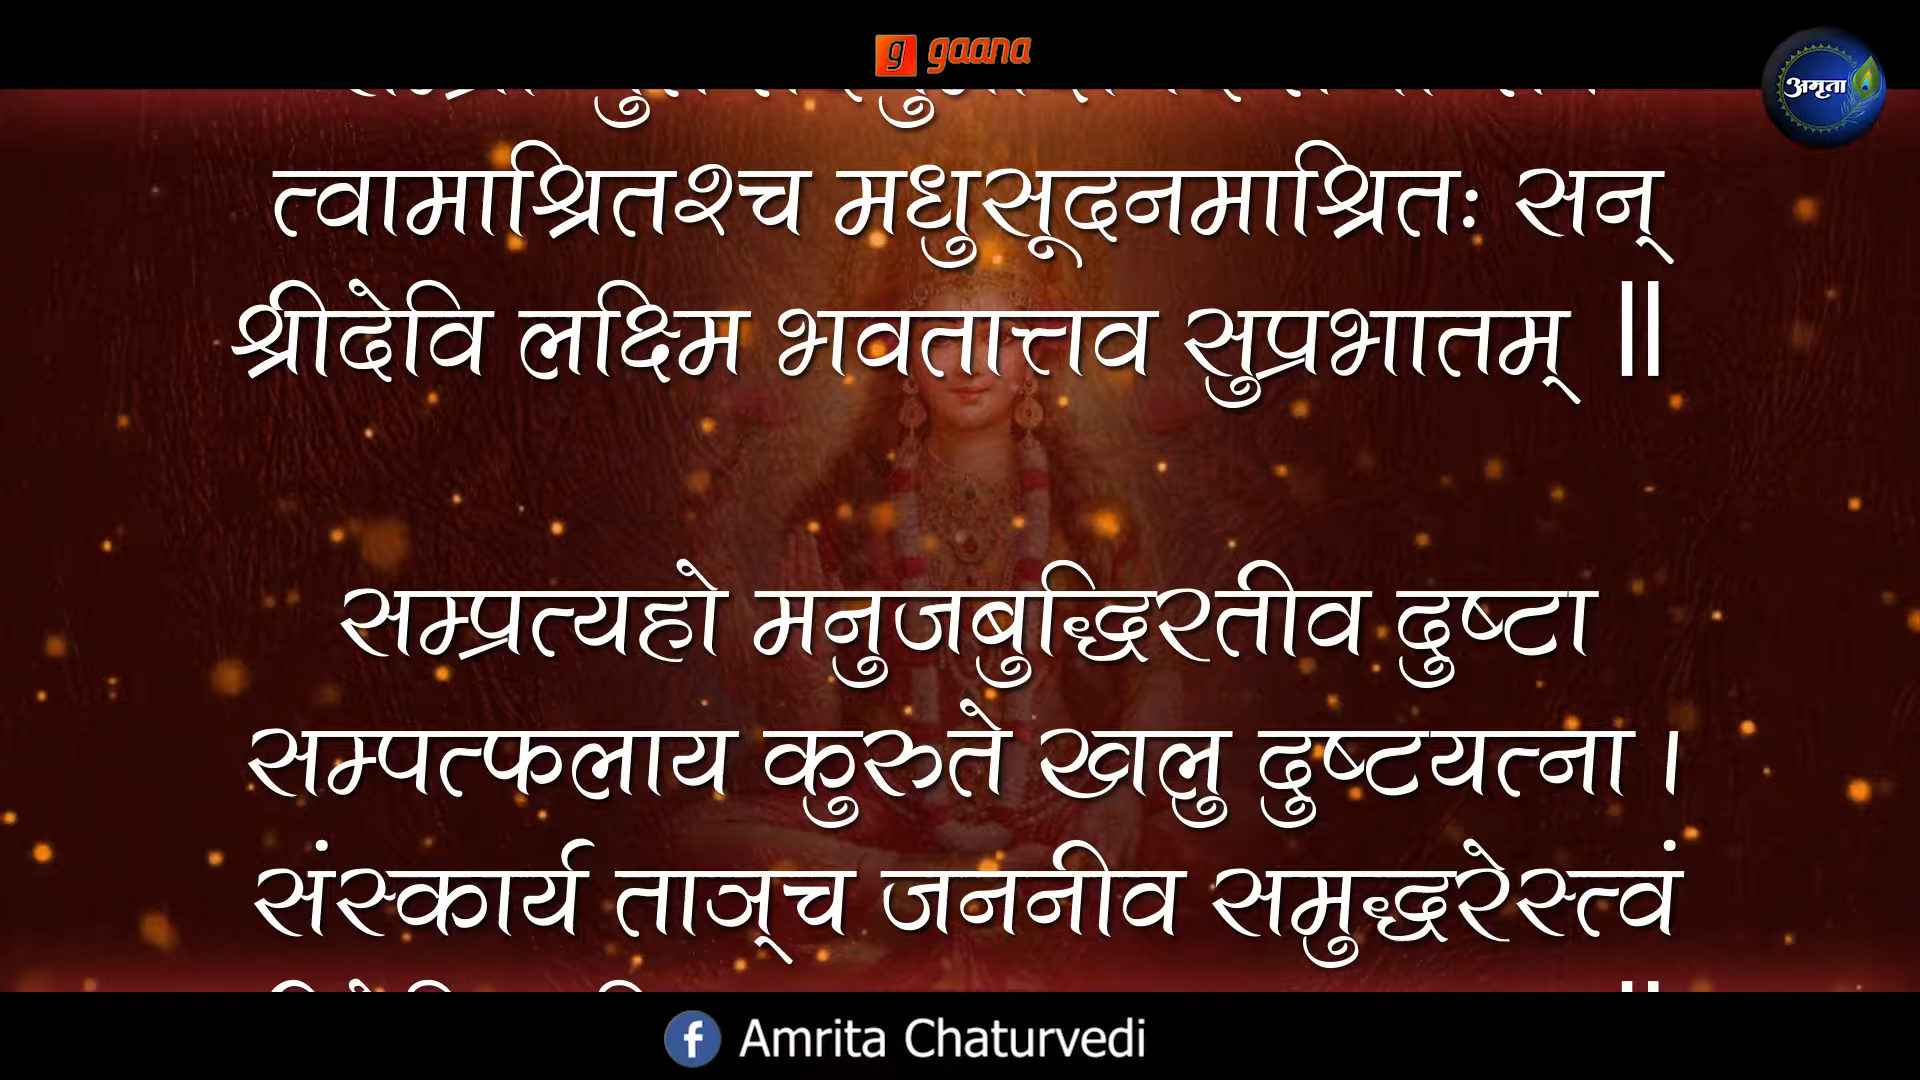 gaana
अमृता
त्वामाश्रितश्च मधुसूदनमाश्रितः सन्
श्रीदेवि लक्ष्मि भवतात्तव सुप्रभातम् ॥
सम्प्रत्यहो मनुजबुद्धिरतीव दुष्टा
सम्पत्फलाय कुरुते खलु दुष्टयत्ना ।
संस्कार्य ताञ्च जननीव समुद्धरेस्त्वं
Amrita Chaturvedi